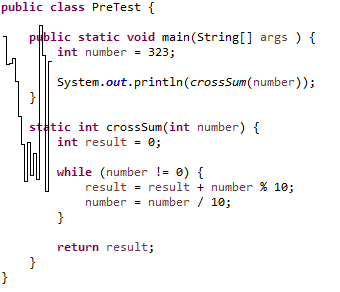 public class PreTest {
public static void main(String[] args ) {
int number = 323;
System.out.println(crossSum(number));
}
static int crossSum(int number) {
int result = 0;
while (number != 0) {
result = result + number % 10;
number = number / 10;
}
return result;
}
}